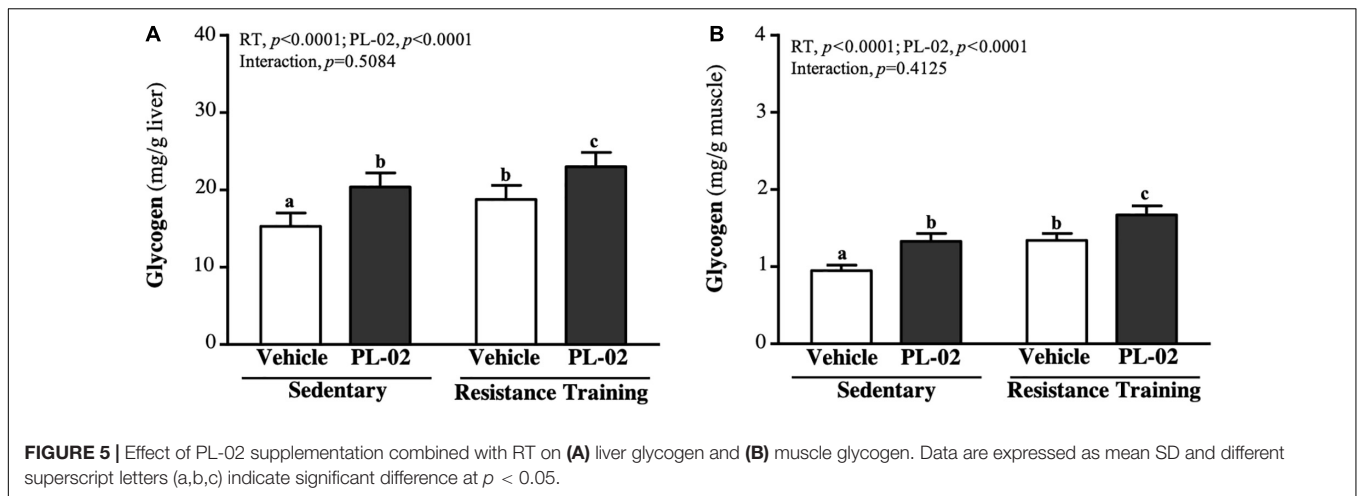 A
RT, p<0.0001; PL-02, p<0.0001
Interaction, p=0.5084
Glycogen (mg/g liver)
40
30
20
10
0
a
b
b
c
Vehicle PL-02 Vehicle PL-02
Sedentary Resistance Training
B
RT, p<0.0001; PL-02, p<0.0001
Interaction, p=0.4125
Glycogen (mg/g muscle)
4
3
2
1
0
a
b
b
c
Vehicle PL-02 Vehicle PL-02
Sedentary Resistance Training
FIGURE 5 | Effect of PL-02 supplementation combined with RT on (A) liver glycogen and (B) muscle glycogen. Data are expressed as mean SD and different
superscript letters (a,b,c) indicate significant difference at p < 0.05.